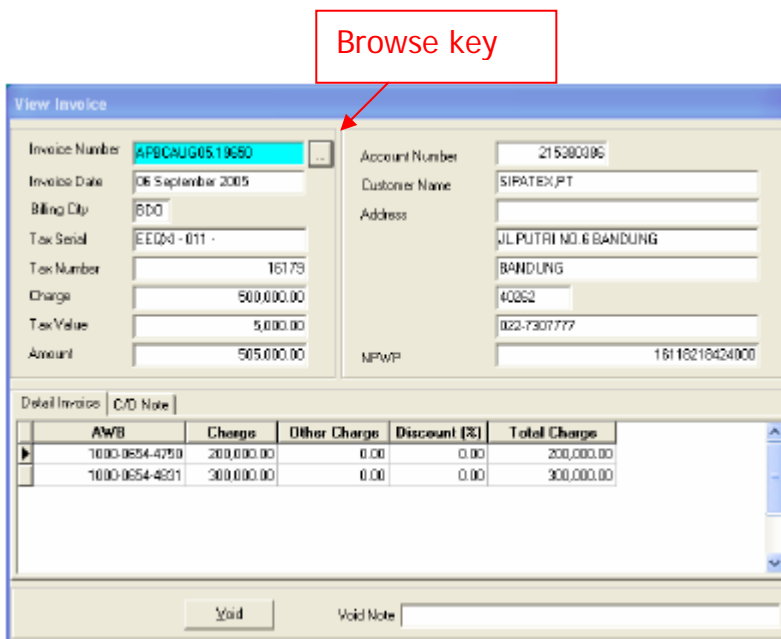 Browse key
View Invoice
Invoice Number APBCAUG05.19650 ...
Invoice Date 06 September 2005
Billing City BDO
Tax Serial - 011 -
Tax Number 16179
Charge 500,000.00
Tax Value 5,000.00
Amount 505,000.00
Account Number 215380386
Customer Name SIPATEX,PT
Address
JL.PUTRI NO.6 BANDUNG
BANDUNG
40262
022-7307777
NPWP 16118218424000
Detail Invoice C/D Note
AWB Charge Other Charge Discount (%) Total Charge
1000-0654-4750 200,000.00 0.00 0.00 200,000.00
1000-0654-4831 300,000.00 0.00 0.00 300,000.00
Void Void Note